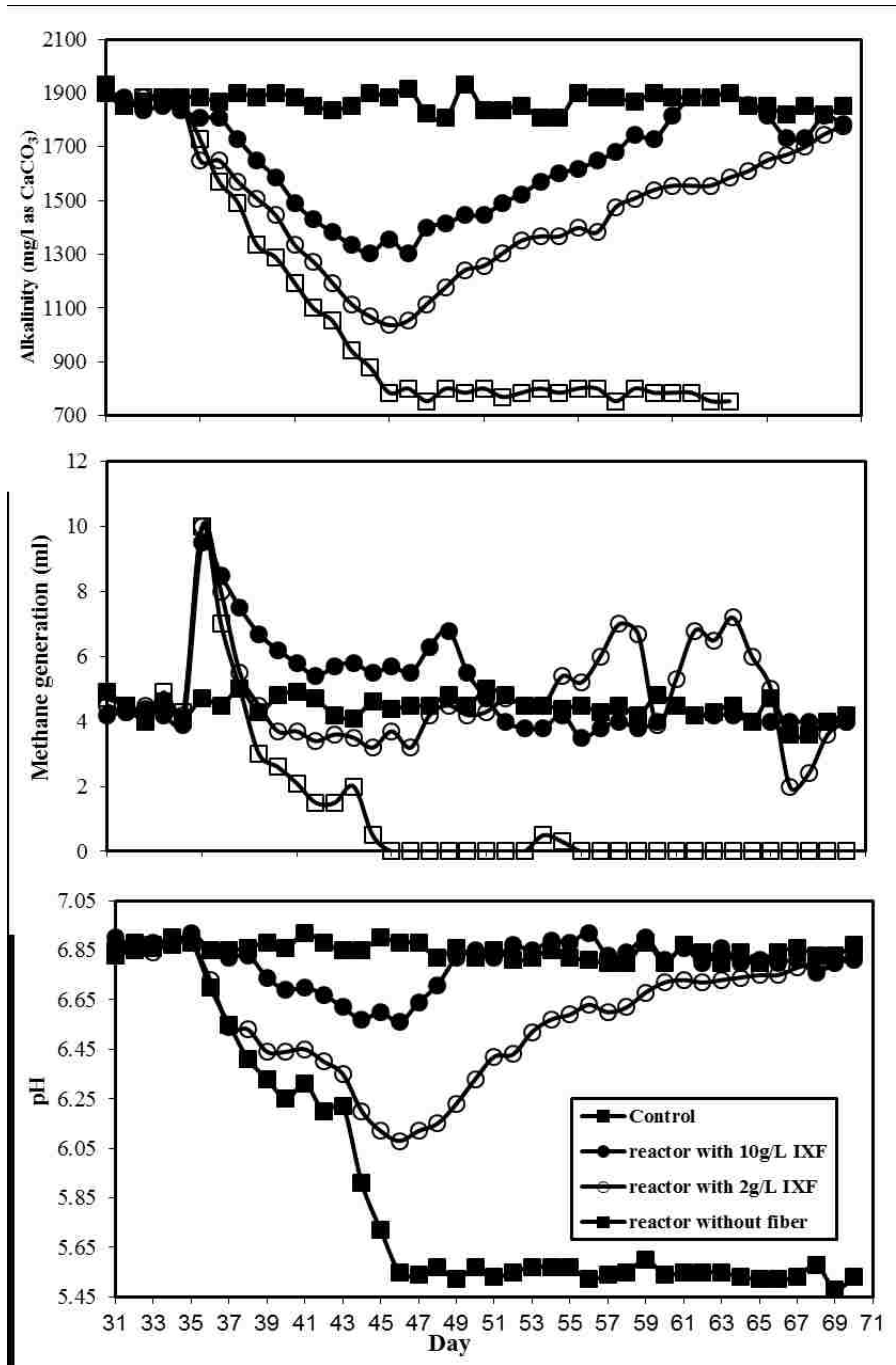 2100
1900
1700
1500
1300
1100
900
700
Alkalinity (mg/l as CaCO₃)
12
10
8
6
4
2
0
Methane generation (ml)
7.05
6.85
6.65
6.45
6.25
6.05
5.85
5.65
5.45
pH
Control
reactor with 10g/L IXF
reactor with 2g/L IXF
reactor without fiber
31 33 35 37 39 41 43 45 47 49 51 53 55 57 59 61 63 65 67 69 71
Day